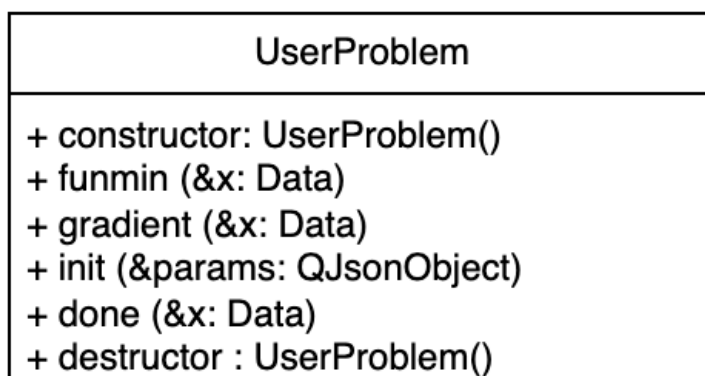 UserProblem
+ constructor: UserProblem()
+ funmin (&x: Data)
+ gradient (&x: Data)
+ init (&params: QJsonObject)
+ done (&x: Data)
+ destructor : UserProblem()